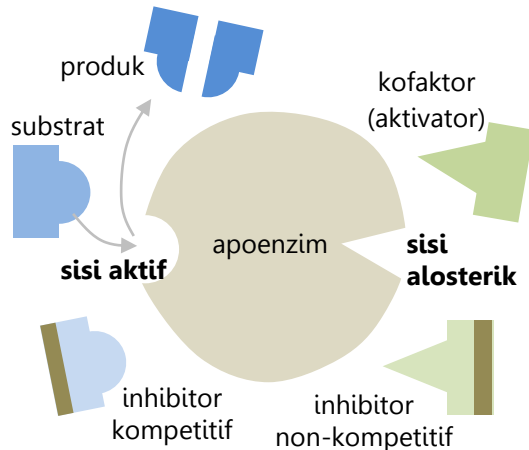 produk
kofaktor
(aktivator)
substrat
apoenzim
sisi aktif
sisi
alosterik
inhibitor
kompetitif
inhibitor
non-kompetitif